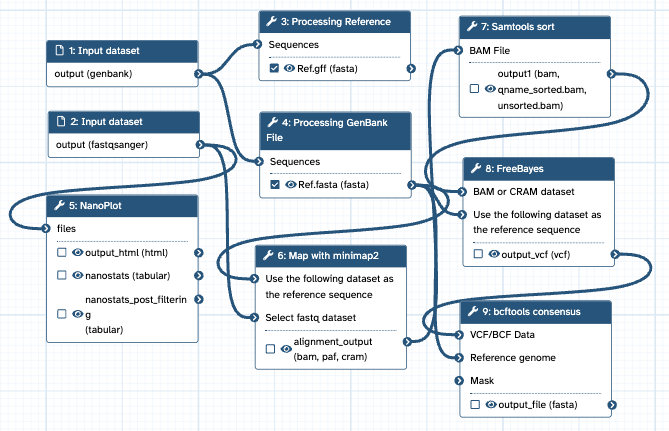 1: Input dataset
output (genbank)
2: Input dataset
output (fastqsanger)
3: Processing Reference
Sequences
Ref.gff (fasta)
4: Processing GenBank
File
Sequences
Ref.fasta (fasta)
5: NanoPlot
files
output_html (html)
nanostats (tabular)
nanostats_post_filterin
g
(tabular)
6: Map with minimap2
Use the following dataset as
the reference sequence
Select fastq dataset
alignment_output
(bam, paf, cram)
7: Samtools sort
BAM File
output1 (bam,
qname_sorted.bam,
unsorted.bam)
8: FreeBayes
BAM or CRAM dataset
Use the following dataset as
the reference sequence
output_vcf (vcf)
9: bcftools consensus
VCF/BCF Data
Reference genome
Mask
output_file (fasta)